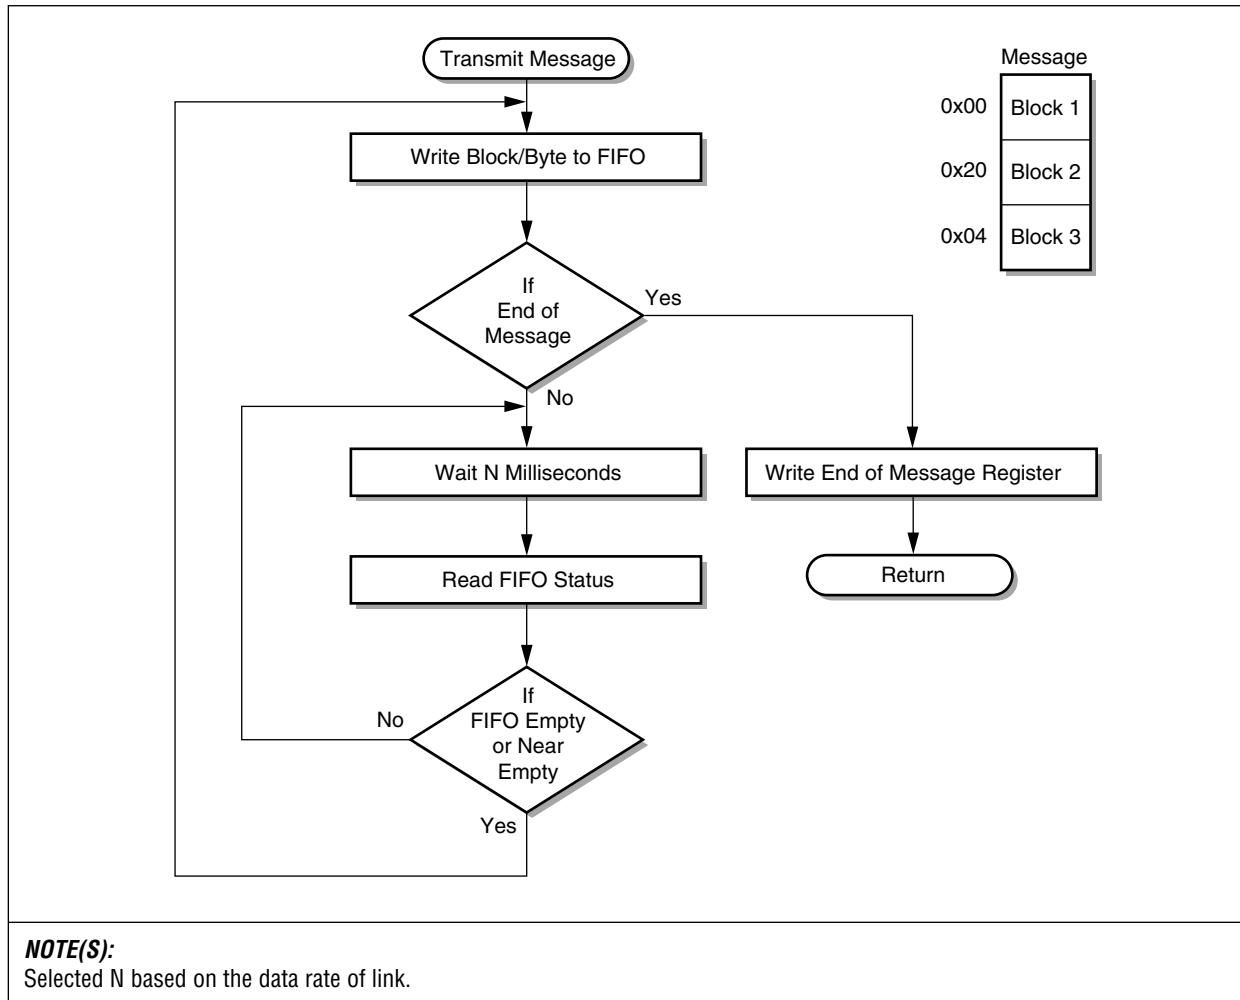 Transmit Message
Message
0x00 Block 1
Write Block/Byte to FIFO
0x20 Block 2
0x04 Block 3
If
End of
Message
Yes
No
Wait N Milliseconds
Write End of Message Register
Read FIFO Status
Return
If
FIFO Empty
or Near
Empty
No
Yes
NOTE(S):
Selected N based on the data rate of link.